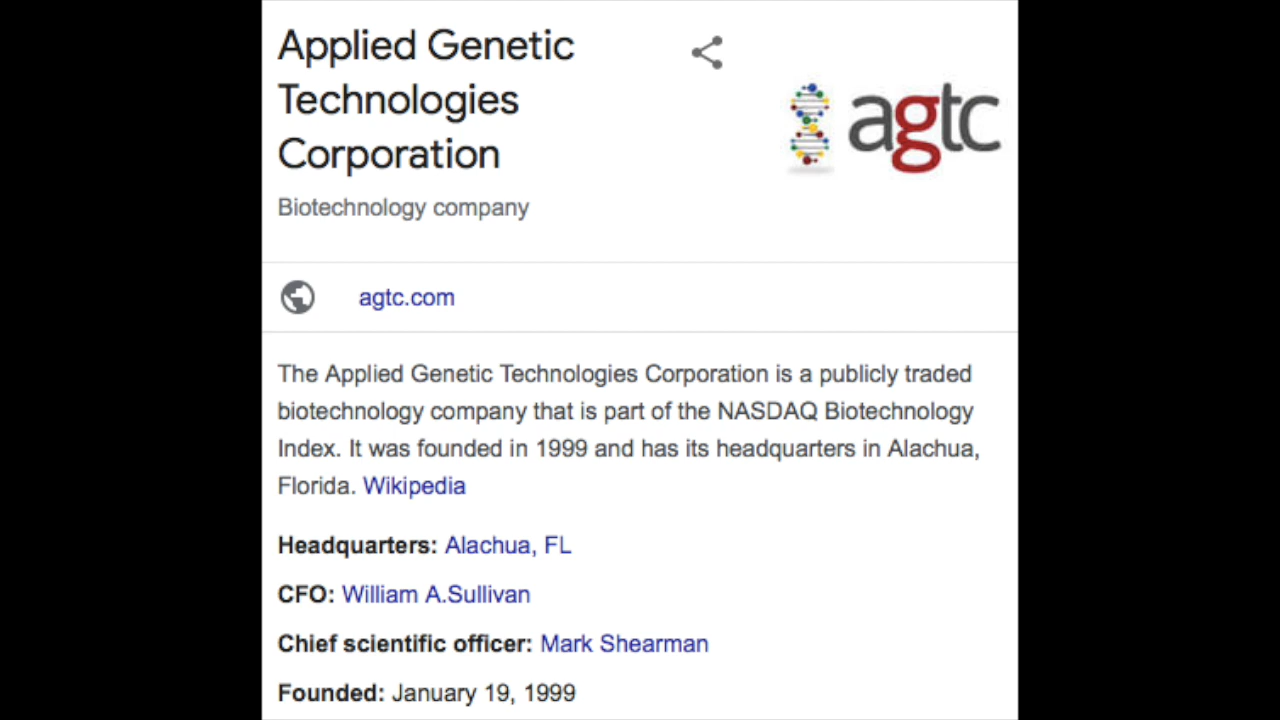 Applied Genetic
Technologies
Corporation
agtc
Biotechnology company
agtc.com
The Applied Genetic Technologies Corporation is a publicly traded
biotechnology company that is part of the NASDAQ Biotechnology
Index. It was founded in 1999 and has its headquarters in Alachua,
Florida. Wikipedia
Headquarters: Alachua, FL
CFO: William A.Sullivan
Chief scientific officer: Mark Shearman
Founded: January 19, 1999